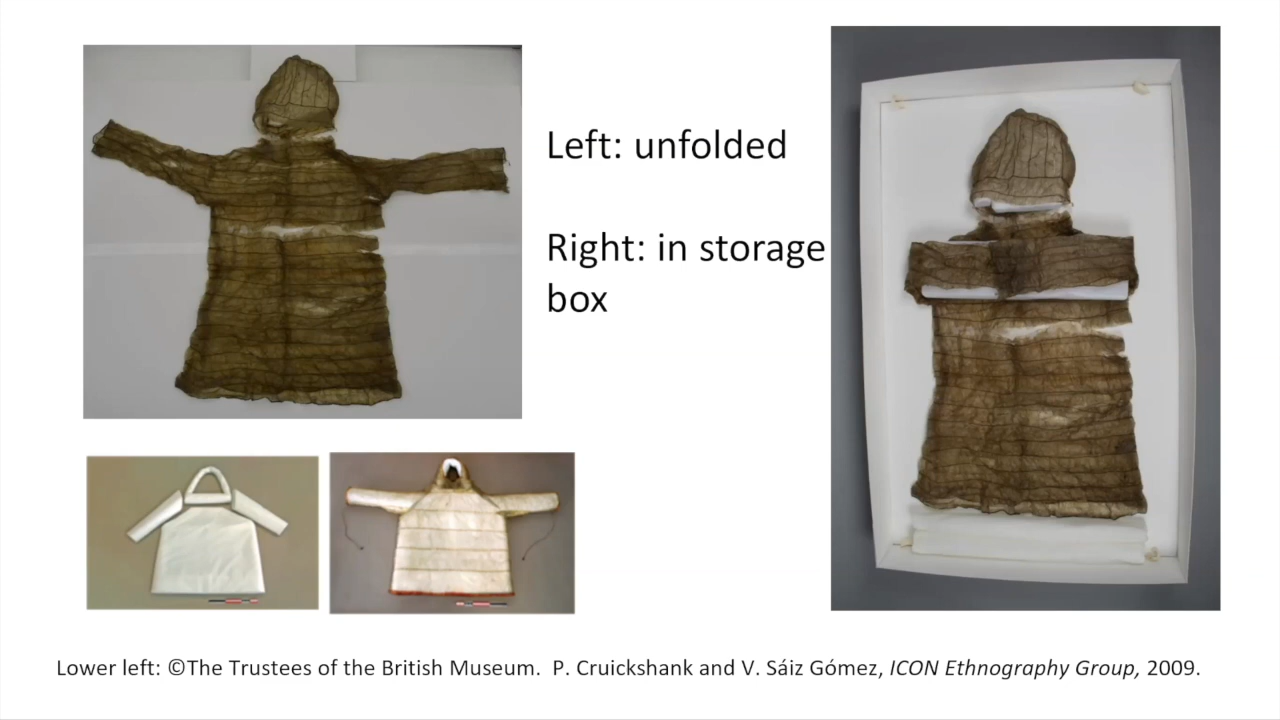 Left: unfolded
Right: in storage
box
Lower left: ©The Trustees of the British Museum.  P. Cruickshank and V. Sáiz Gómez, ICON Ethnography Group, 2009.